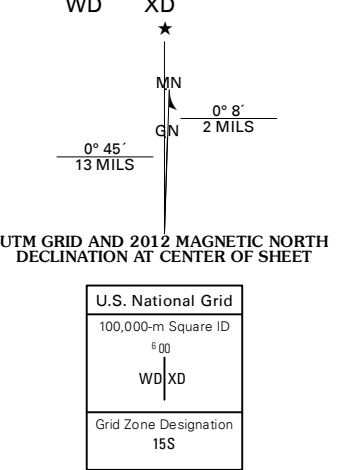 WD XD
★
MN
0° 8´
2 MILS
GN
0° 45´
13 MILS
UTM GRID AND 2012 MAGNETIC NORTH
DECLINATION AT CENTER OF SHEET
U.S. National Grid
100,000-m Square ID
⁶00
WD XD
Grid Zone Designation
15S